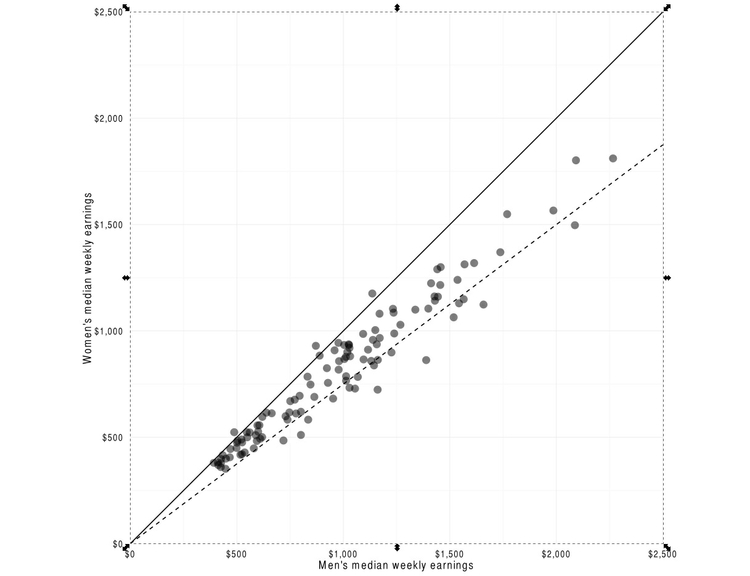 $2,500
$2,000
$1,500
$1,000
$500
$0
Women's median weekly earnings
$0 $500 $1,000 $1,500 $2,000 $2,500
Men's median weekly earnings